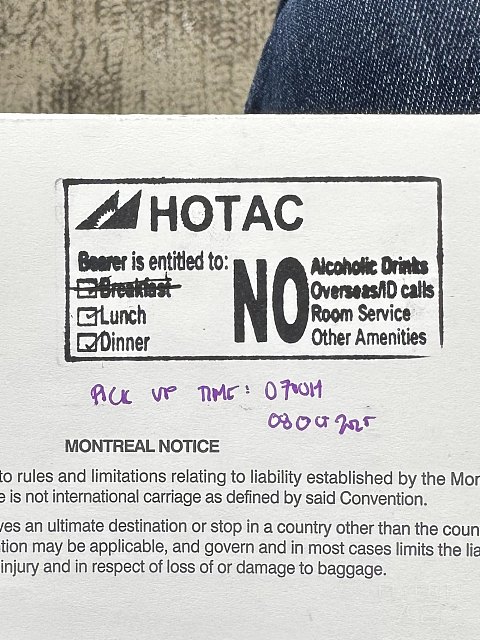 HOTAC
Bearer is entitled to:
Breakfast
Lunch
Dinner
NO
Alcoholic Drinks
Overseas/ID calls
Room Service
Other Amenities
PICK UP TIME: 0700H
08 OCT 2025
MONTREAL NOTICE
to rules and limitations relating to liability established by the Mon
e is not international carriage as defined by said Convention.
ves an ultimate destination or stop in a country other than the coun
tion may be applicable, and govern and in most cases limits the lia
injury and in respect of loss of or damage to baggage.